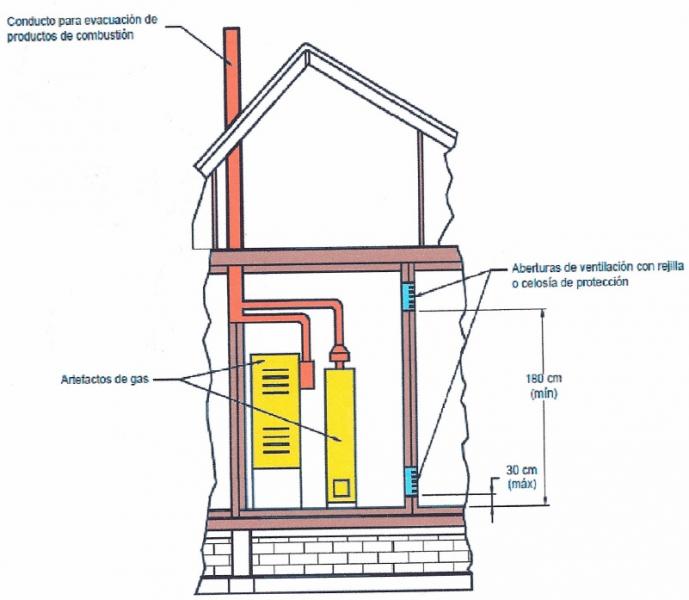 Conducto para evacuación de
productos de combustión
Aberturas de ventilación con rejilla
o celosía de protección
Artefactos de gas
180 cm
(mín)
30 cm
(máx)